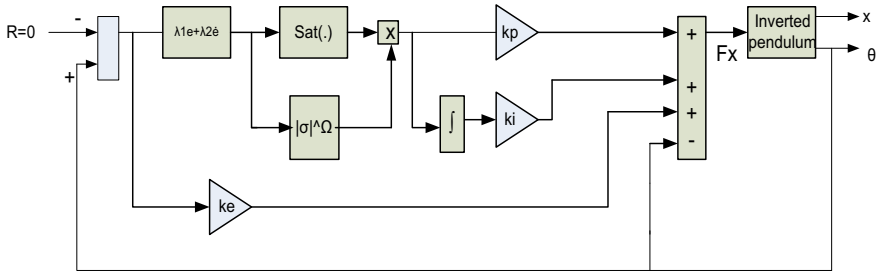 R=0
-
+
λ1e+λ2ė
Sat(.)
X
|σ|^Ω
∫
kp
ki
ke
+
+
+
-
Fx
Inverted
pendulum
x
θ